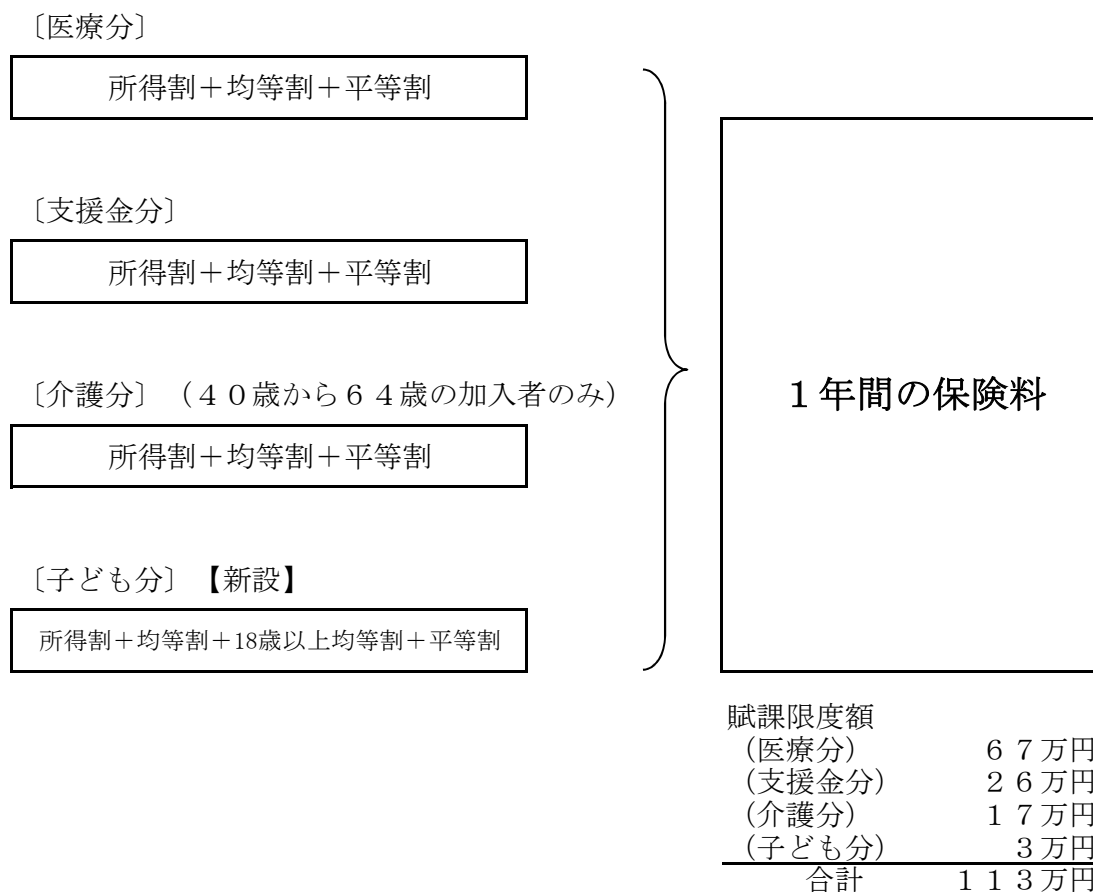 〔医療分〕
所得割＋均等割＋平等割
〔支援金分〕
所得割＋均等割＋平等割
〔介護分〕（４０歳から６４歳の加入者のみ）
所得割＋均等割＋平等割
〔子ども分〕【新設】
所得割＋均等割＋18歳以上均等割＋平等割
１年間の保険料
賦課限度額
（医療分） ６７万円
（支援金分） ２６万円
（介護分） １７万円
（子ども分） ３万円
合計 １１３万円